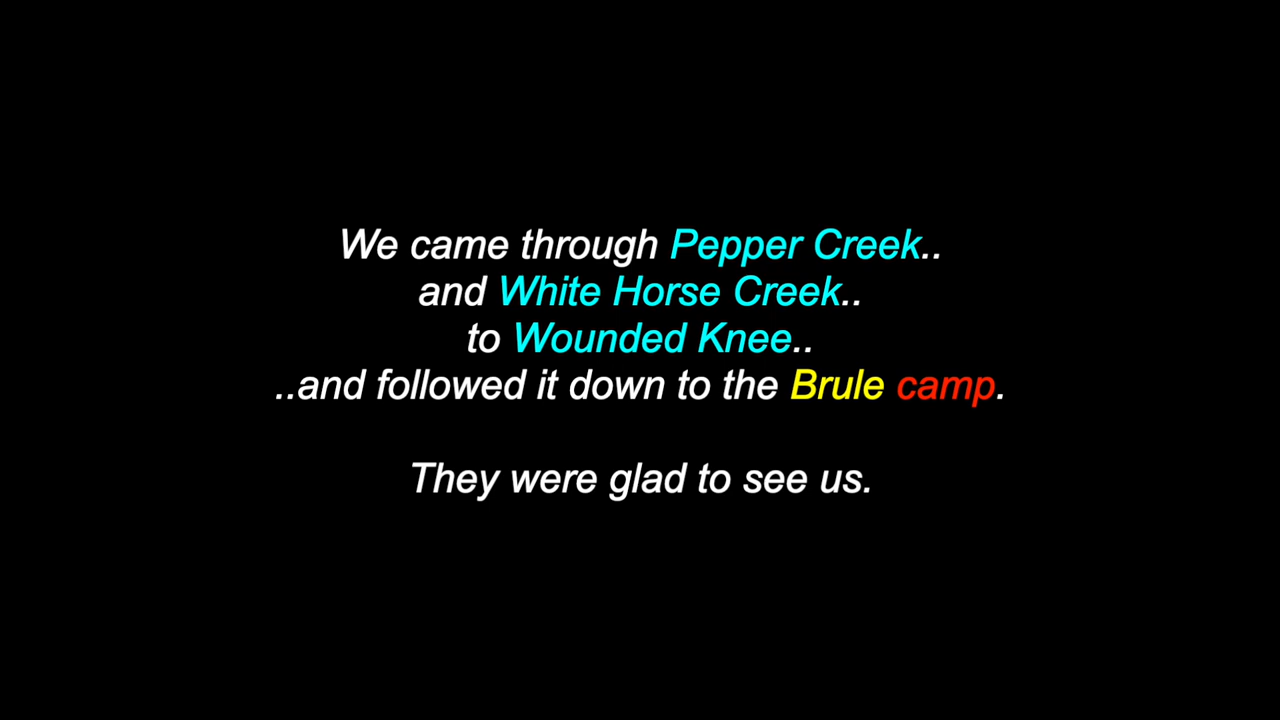 We came through Pepper Creek..
and White Horse Creek..
to Wounded Knee..
..and followed it down to the Brule camp.
They were glad to see us.